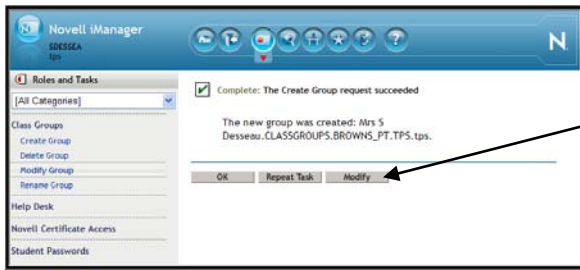 Novell iManager
SDESSEA
tps
N
Roles and Tasks
[All Categories]
Class Groups
Create Group
Delete Group
Modify Group
Rename Group
Help Desk
Novell Certificate Access
Student Passwords
Complete: The Create Group request succeeded
The new group was created: Mrs S
Desseau.CLASSGROUPS.BROWNS_PT.TPS.tps.
OK Repeat Task Modify